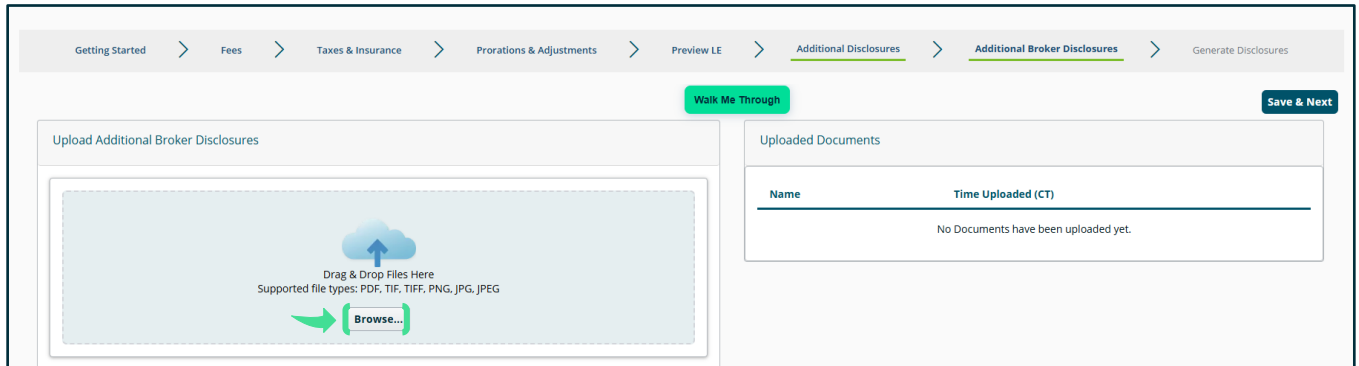 Getting Started Fees Taxes & Insurance Prorations & Adjustments Preview LE Additional Disclosures Additional Broker Disclosures Generate Disclosures
Walk Me Through
Save & Next
Upload Additional Broker Disclosures
Drag & Drop Files Here
Supported file types: PDF, TIF, TIFF, PNG, JPG, JPEG
Browse...
Uploaded Documents
Name Time Uploaded (CT)
No Documents have been uploaded yet.